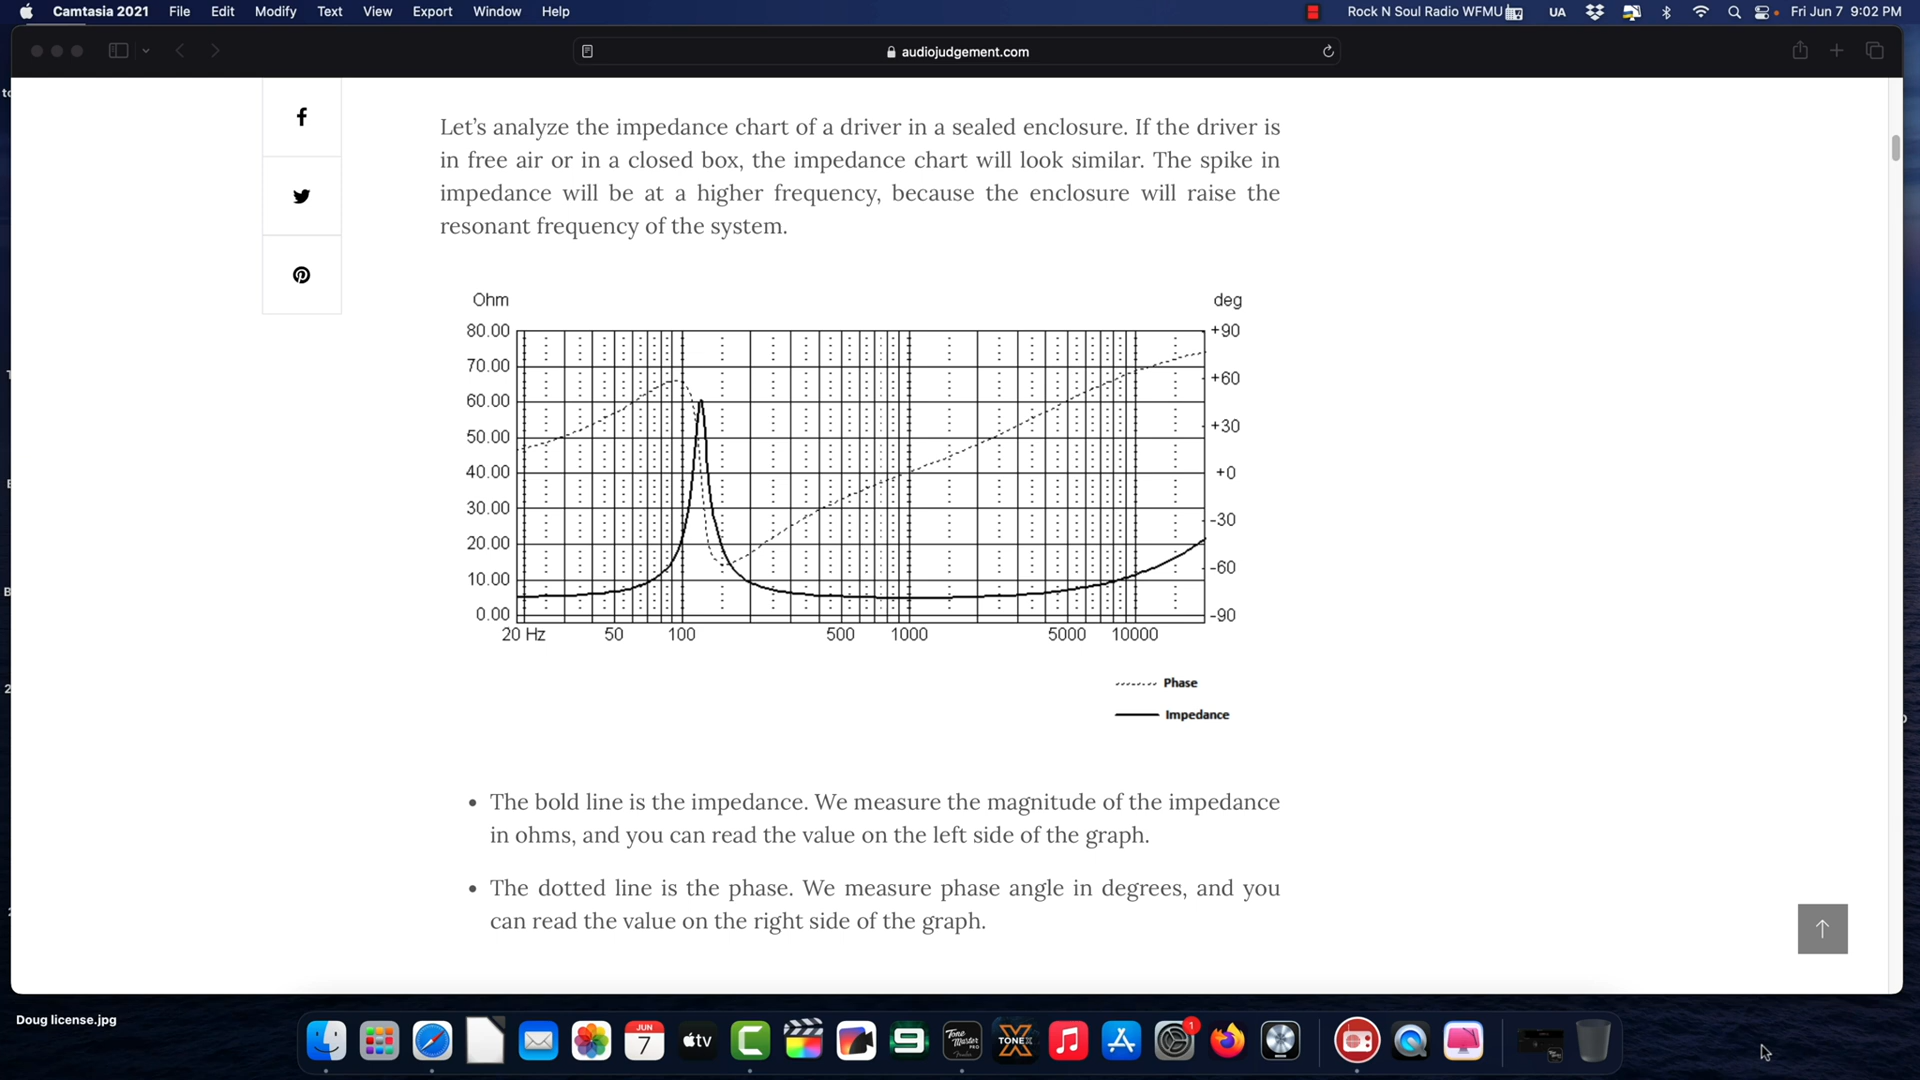 Camtasia 2021 File Edit Modify Text View Export Window Help Rock N Soul Radio WFMU UA Fri Jun 7 9:02 PM
audiojudgement.com
Let’s analyze the impedance chart of a driver in a sealed enclosure. If the driver is
in free air or in a closed box, the impedance chart will look similar. The spike in
impedance will be at a higher frequency, because the enclosure will raise the
resonant frequency of the system.
Ohm deg
80.00 +90
70.00
+60
60.00
50.00 +30
40.00 +0
30.00 -30
20.00
-60
10.00
0.00 -90
20 Hz 50 100 500 1000 5000 10000
Phase
Impedance
• The bold line is the impedance. We measure the magnitude of the impedance
in ohms, and you can read the value on the left side of the graph.
• The dotted line is the phase. We measure phase angle in degrees, and you
can read the value on the right side of the graph.
Doug license.jpg
JUN
7
tv
Tone Master PRO
TONEX
1